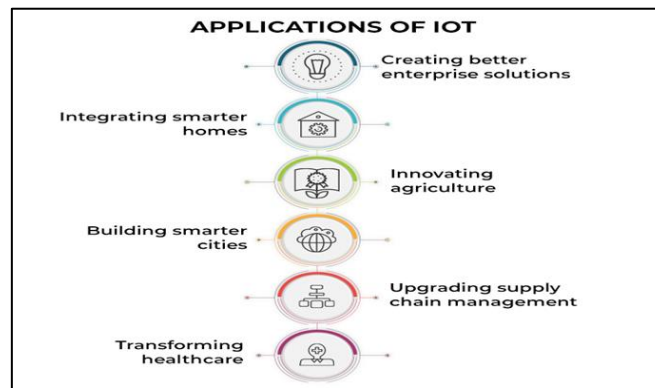 APPLICATIONS OF IOT
Creating better
enterprise solutions
Integrating smarter
homes
Innovating
agriculture
Building smarter
cities
Upgrading supply
chain management
Transforming
healthcare